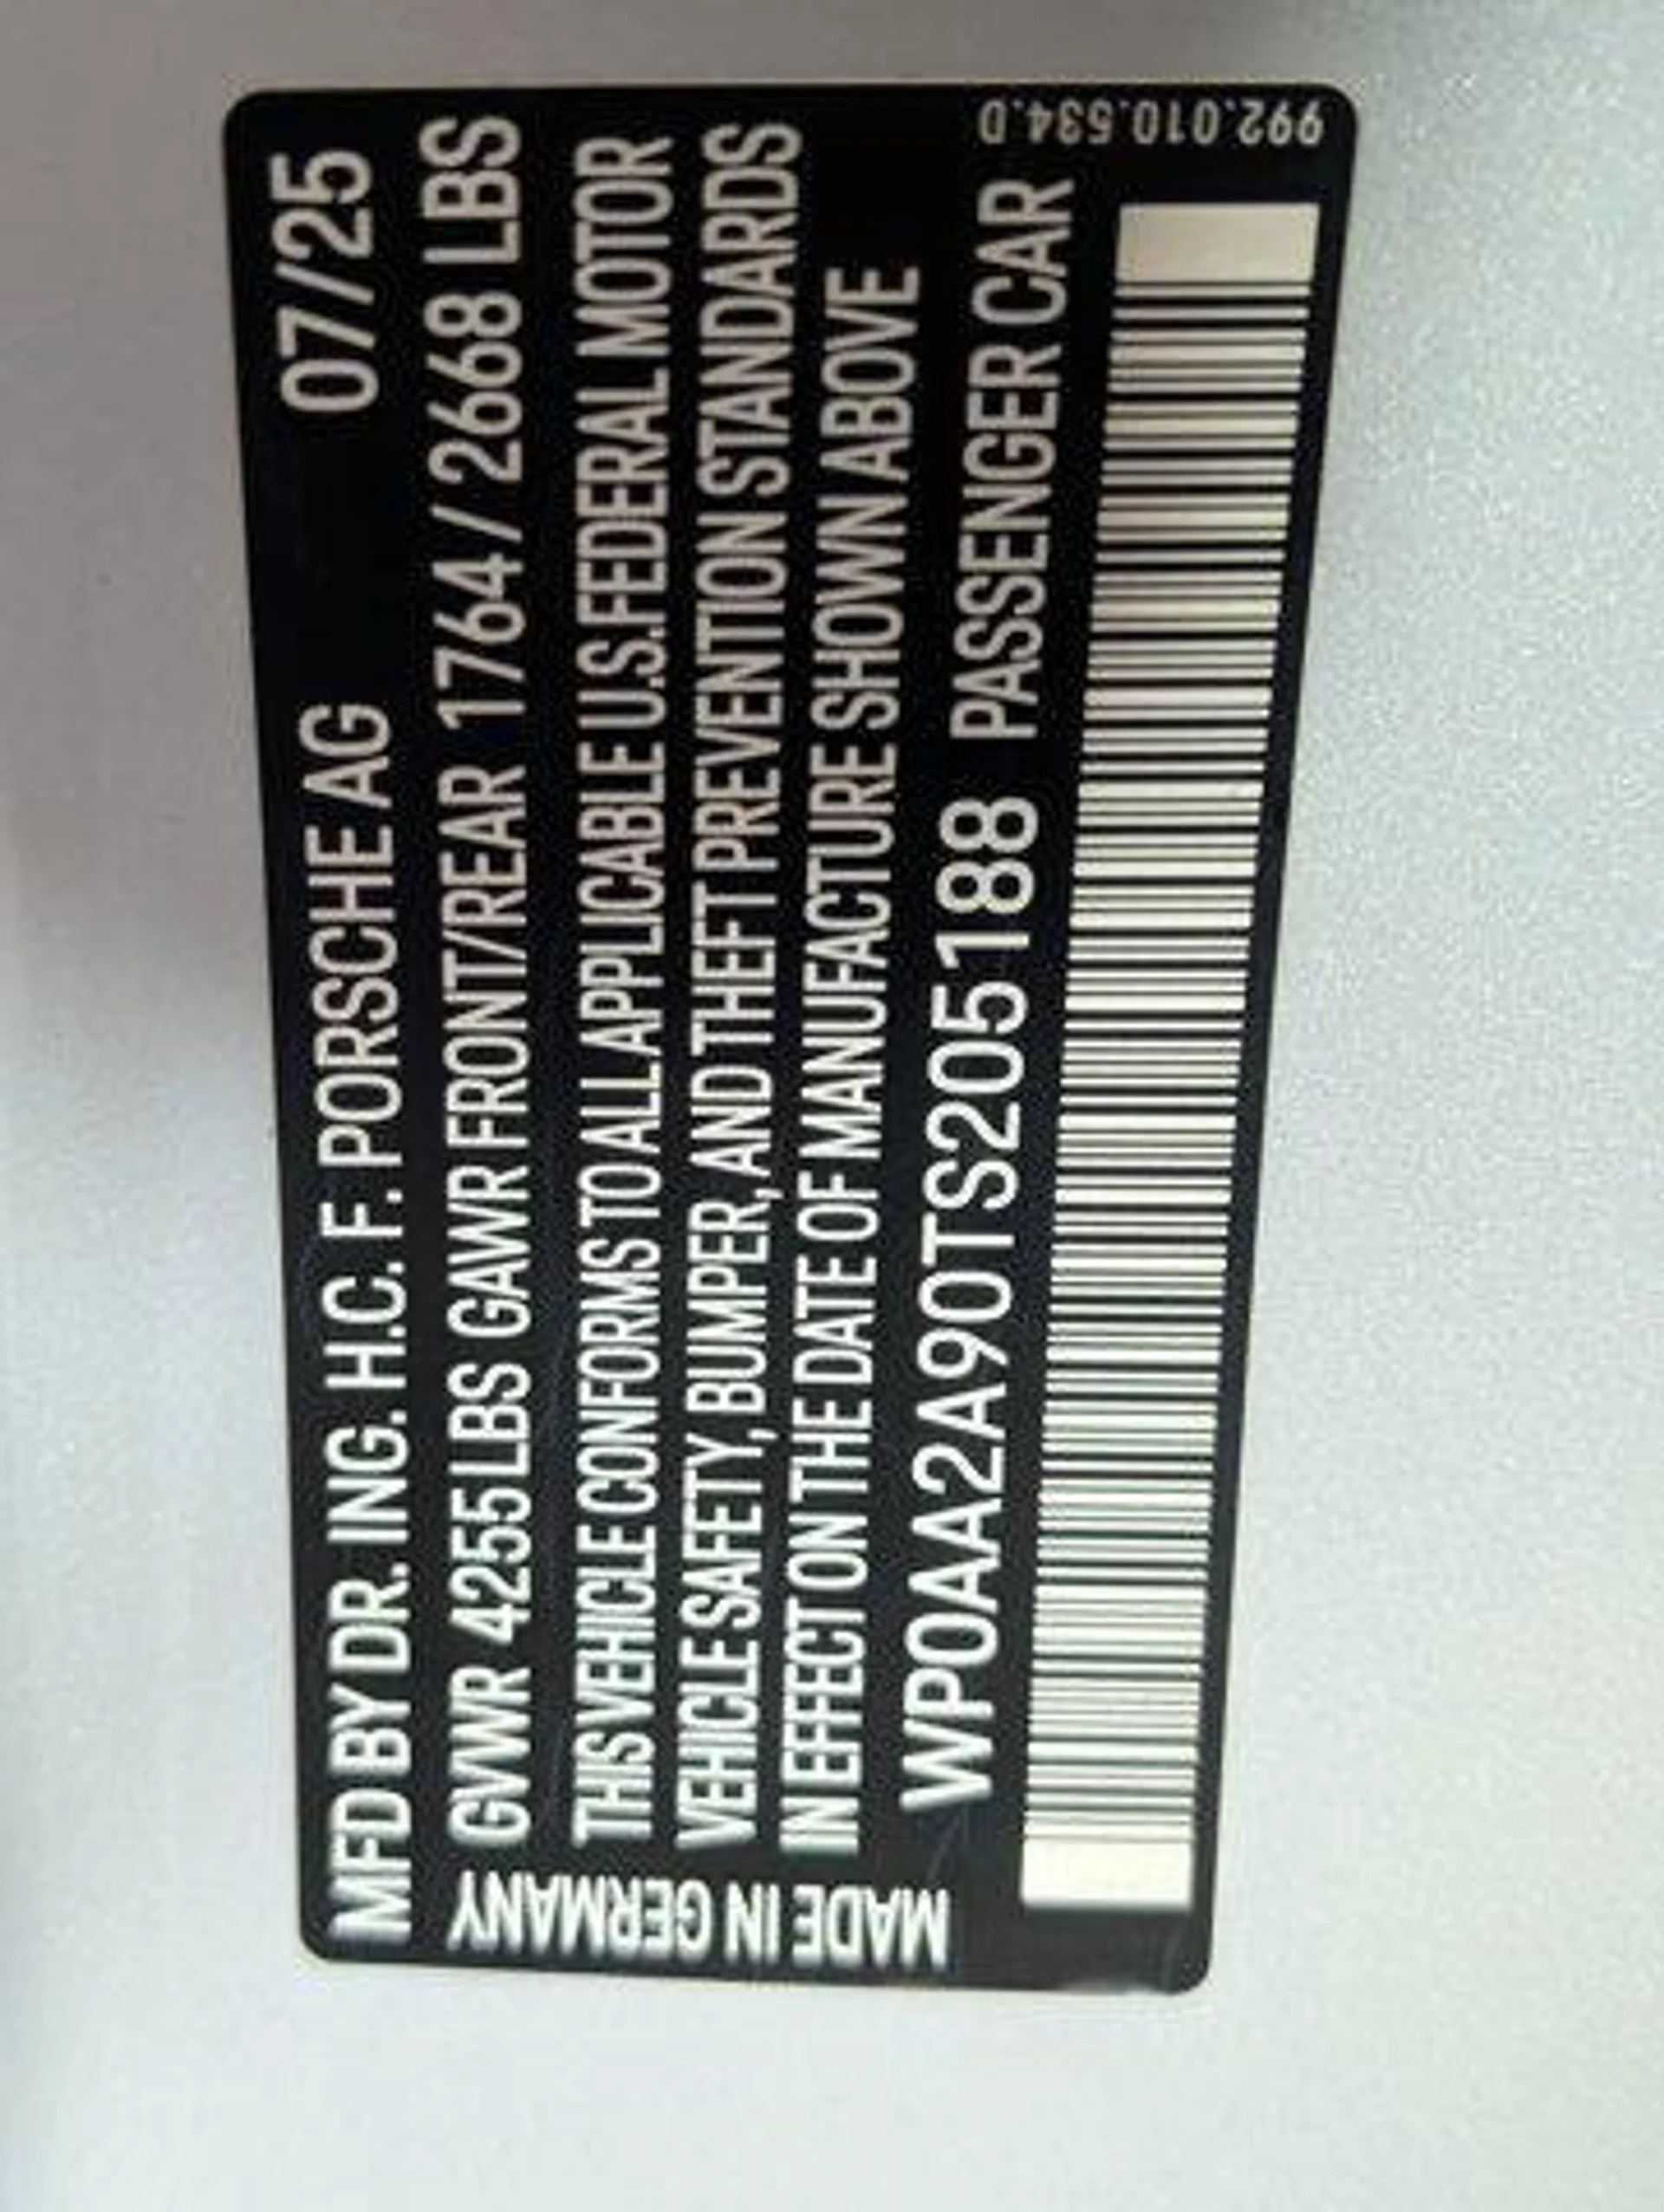 MFD BY DR. ING. H.C. F. PORSCHE AG 07/25
GVWR 4255LBS GAWR FRONT/REAR 1764/2668 LBS
THIS VEHICLE CONFORMS TO ALL APPLICABLE U.S.FEDERAL MOTOR
VEHICLE SAFETY, BUMPER, AND THEFT PREVENTION STANDARDS
IN EFFECT ON THE DATE OF MANUFACTURE SHOWN ABOVE
WP0AA2A90TS205188 PASSENGER CAR
MADE IN GERMANY
992.010.534.D